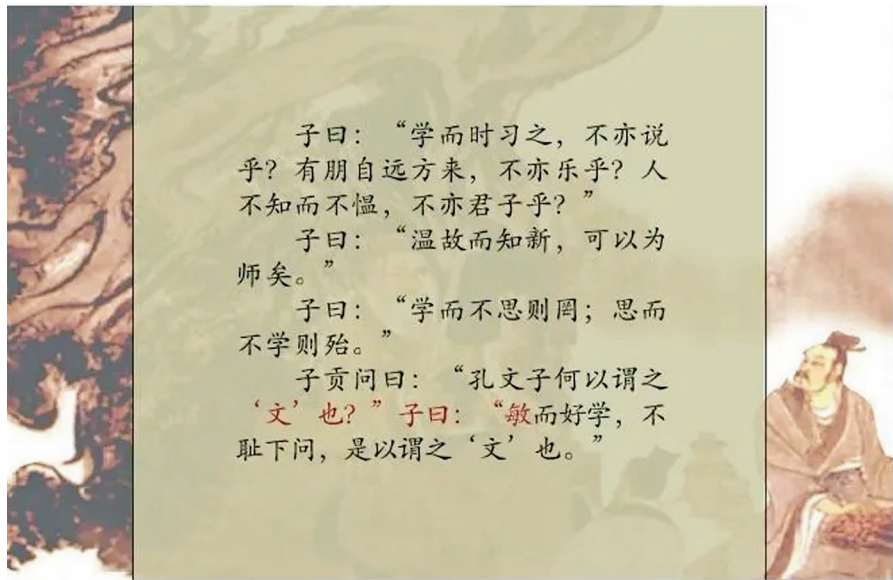 子曰：“学而时习之，不亦说
乎？有朋自远方来，不亦乐乎？人
不知而不愠，不亦君子乎？”
子曰：“温故而知新，可以为
师矣。”
子曰：“学而不思则罔；思而
不学则殆。”
子贡问曰：“孔文子何以谓之
‘文’也？”子曰：“敏而好学，不
耻下问，是以谓之‘文’也。”